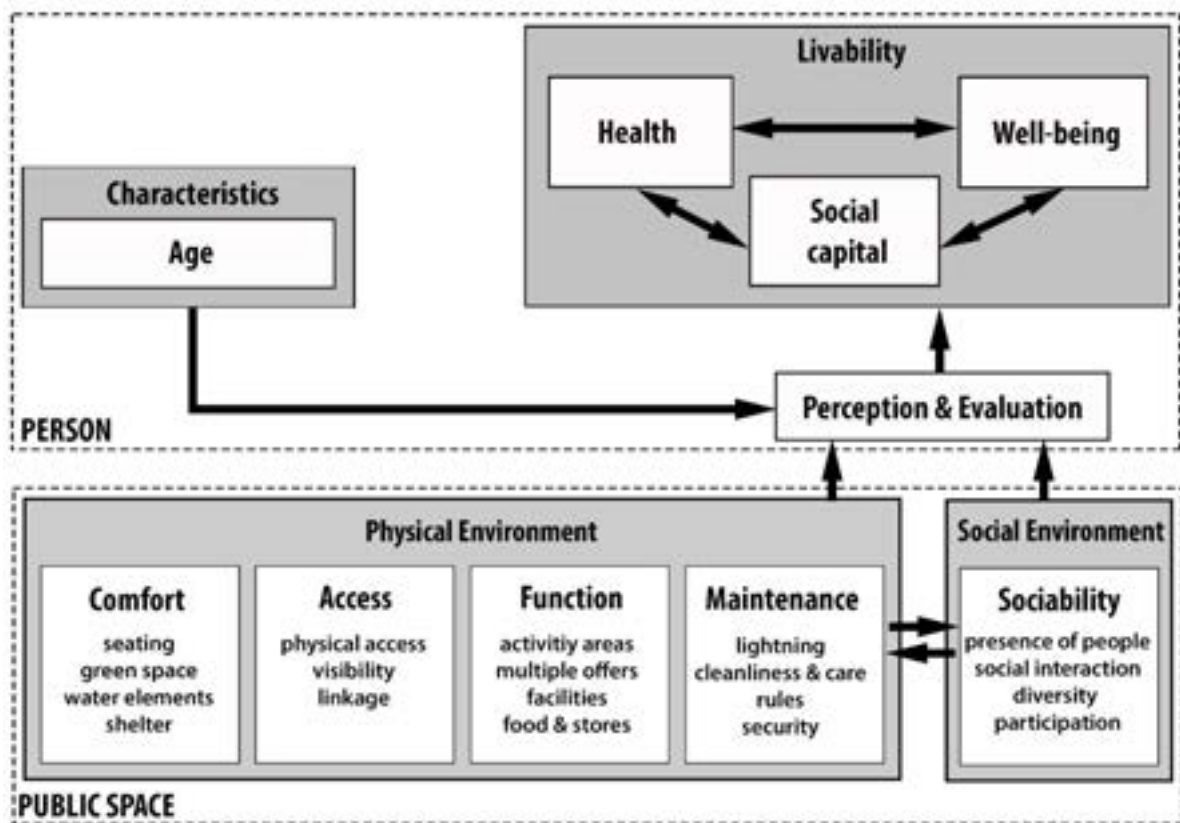 Livability
Health
Well-being
Social
capital
Characteristics
Age
Perception & Evaluation
PERSON
Physical Environment
Comfort
seating
green space
water elements
shelter
Access
physical access
visibility
linkage
Function
activitiy areas
multiple offers
facilities
food & stores
Maintenance
lightning
cleanliness & care
rules
security
Social Environment
Sociability
presence of people
social interaction
diversity
participation
PUBLIC SPACE